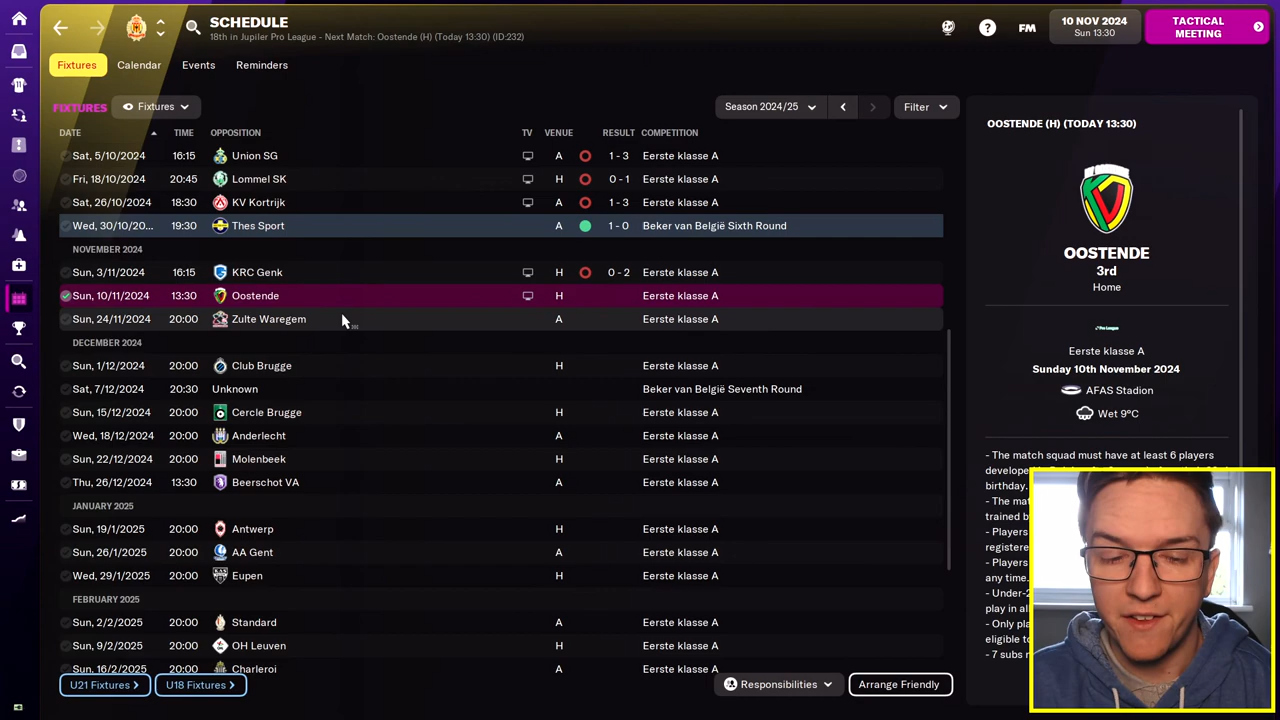 SCHEDULE
18th in Jupiler Pro League - Next Match: Oostende (H) (Today 13:30) (ID:232)
FM
10 NOV 2024
Sun 13:30
TACTICAL
MEETING
Fixtures Calendar Events Reminders
FIXTURES Fixtures Season 2024/25 Filter
DATE TIME OPPOSITION TV VENUE RESULT COMPETITION
Sat, 5/10/2024 16:15 Union SG A 1 - 3 Eerste klasse A
Fri, 18/10/2024 20:45 Lommel SK H 0 - 1 Eerste klasse A
Sat, 26/10/2024 18:30 KV Kortrijk A 1 - 3 Eerste klasse A
Wed, 30/10/20... 19:30 Thes Sport A 1 - 0 Beker van België Sixth Round
NOVEMBER 2024
Sun, 3/11/2024 16:15 KRC Genk H 0 - 2 Eerste klasse A
Sun, 10/11/2024 13:30 Oostende H Eerste klasse A
Sun, 24/11/2024 20:00 Zulte Waregem A Eerste klasse A
DECEMBER 2024
Sun, 1/12/2024 20:00 Club Brugge H Eerste klasse A
Sat, 7/12/2024 20:30 Unknown Beker van België Seventh Round
Sun, 15/12/2024 20:00 Cercle Brugge H Eerste klasse A
Wed, 18/12/2024 20:00 Anderlecht A Eerste klasse A
Sun, 22/12/2024 20:00 Molenbeek H Eerste klasse A
Thu, 26/12/2024 13:30 Beerschot VA A Eerste klasse A
JANUARY 2025
Sun, 19/1/2025 20:00 Antwerp H Eerste klasse A
Sun, 26/1/2025 20:00 AA Gent A Eerste klasse A
Wed, 29/1/2025 20:00 Eupen H Eerste klasse A
FEBRUARY 2025
Sun, 2/2/2025 20:00 Standard A Eerste klasse A
Sun, 9/2/2025 20:00 OH Leuven H Eerste klasse A
Sun, 16/2/2025 20:00 Charleroi A Eerste klasse A
U21 Fixtures U18 Fixtures Responsibilities Arrange Friendly
OOSTENDE (H) (TODAY 13:30)
OOSTENDE
3rd
Home
Pro League
Eerste klasse A
Sunday 10th November 2024
AFAS Stadion
Wet 9°C
- The match squad must have at least 6 players
birthday.
- The
trained
- Players
registered
- Players
any time.
- Under-2
play in
- Only
eligible to
- 7 subs